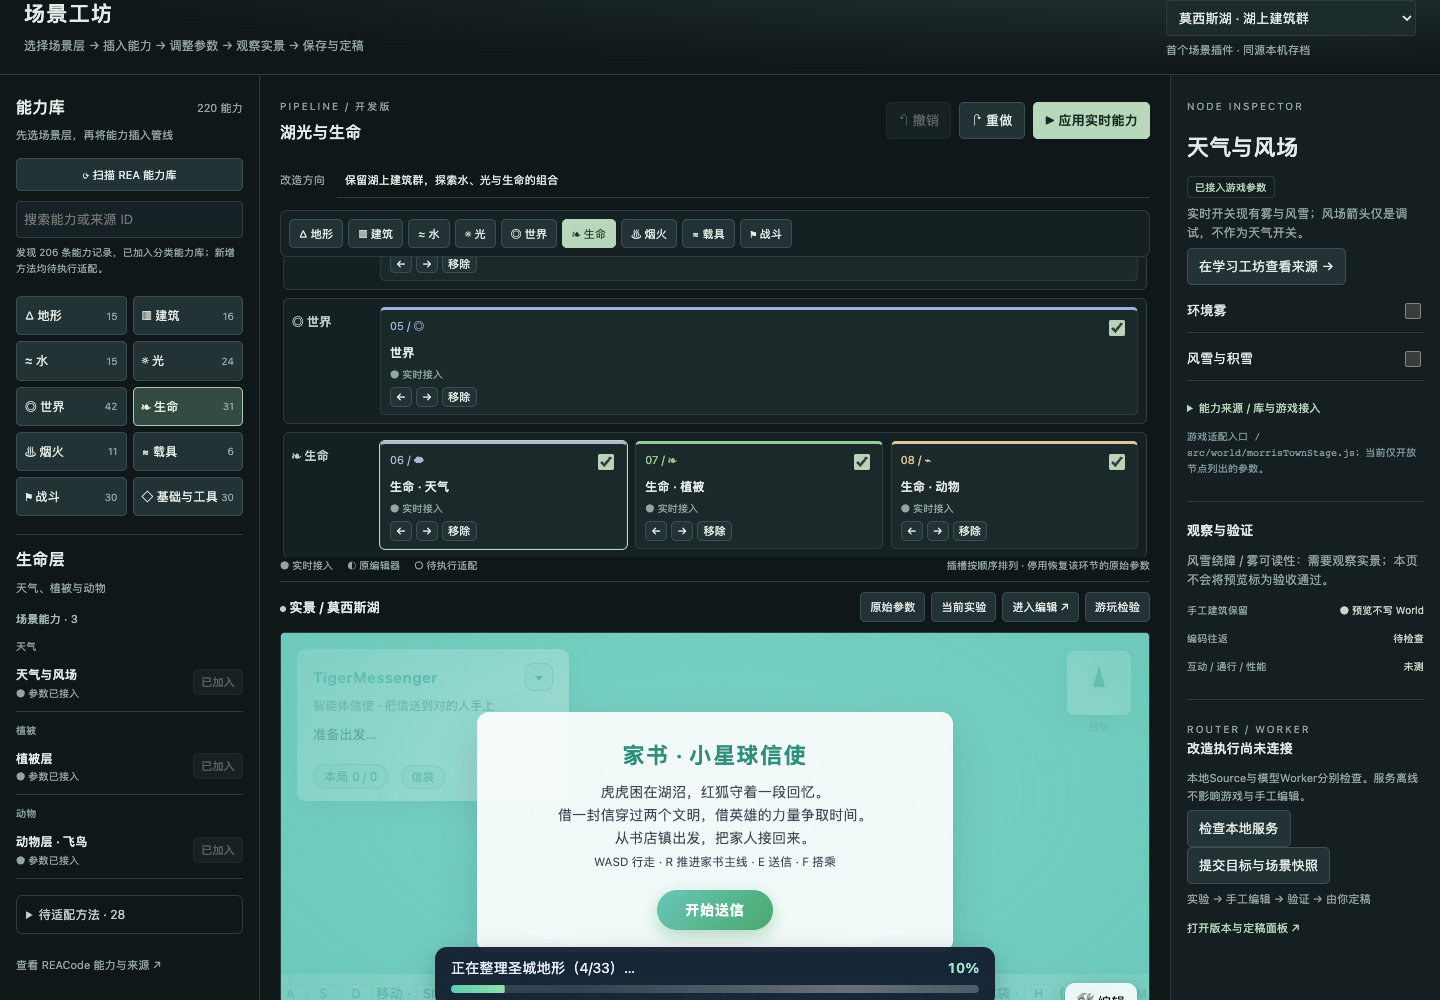 场景工坊
选择场景层 → 插入能力 → 调整参数 → 观察实景 → 保存与定稿
莫西斯湖 · 湖上建筑群
首个场景插件 · 同源本机存档
能力库
220 能力
先选场景层，再将能力插入管线
⟳ 扫描 REA 能力库
搜索能力或来源 ID
发现 206 条能力记录，已加入分类能力库；新增
方法均待执行适配。
地形 15
建筑 16
≈ 水 15
光 24
◎ 世界 42
生命 31
烟火 11
载具 6
战斗 30
◇ 基础与工具 30
生命层
天气、植被与动物
场景能力 · 3
天气
天气与风场
● 参数已接入
已加入
植被
植被层
● 参数已接入
已加入
动物
动物层 · 飞鸟
● 参数已接入
已加入
▶ 待适配方法 · 28
查看 REACode 能力与来源 ↗
PIPELINE / 开发版
湖光与生命
撤销
重做
▶ 应用实时能力
改造方向
保留湖上建筑群，探索水、光与生命的组合
地形
建筑
≈ 水
光
◎ 世界
生命
烟火
载具
战斗
← → 移除
◎ 世界
05 / ◎
世界
● 实时接入
← → 移除
生命
06 /
生命 · 天气
● 实时接入
← → 移除
07 /
生命 · 植被
● 实时接入
← → 移除
08 /
生命 · 动物
● 实时接入
← → 移除
● 实时接入 ◐ 原编辑器 ○ 待执行适配
插槽按顺序排列 · 停用恢复该环节的原始参数
● 实景 / 莫西斯湖
原始参数
当前实验
进入编辑 ↗
游玩检验
TigerMessenger
智能体信使 · 把信送到对的人手上
准备出发...
本局 0 / 0
信袋
目标
家书 · 小星球信使
虎虎困在湖沼，红狐守着一段回忆。
借一封信穿过两个文明，借英雄的力量争取时间。
从书店镇出发，把家人接回来。
WASD 行走 · R 推进家书主线 · E 送信 · F 搭乘
开始送信
正在整理圣城地形（4/33）…
10%
A S D 移动 ·
袋 · H
编辑
NODE INSPECTOR
天气与风场
已接入游戏参数
实时开关现有雾与风雪；风场箭头仅是调
试，不作为天气开关。
在学习工坊查看来源 →
环境雾
风雪与积雪
▶ 能力来源 / 库与游戏接入
游戏适配入口 /
src/world/morrisTownStage.js；当前仅开放
节点列出的参数。
观察与验证
风雪绕障 / 雾可读性：需要观察实景；本页
不会将预览标为验收通过。
手工建筑保留
● 预览不写 World
编码往返
待检查
互动 / 通行 / 性能
未测
ROUTER / WORKER
改造执行尚未连接
本地Source与模型Worker分别检查。服务离线
不影响游戏与手工编辑。
检查本地服务
提交目标与场景快照
实验 → 手工编辑 → 验证 → 由你定稿
打开版本与定稿面板 ↗